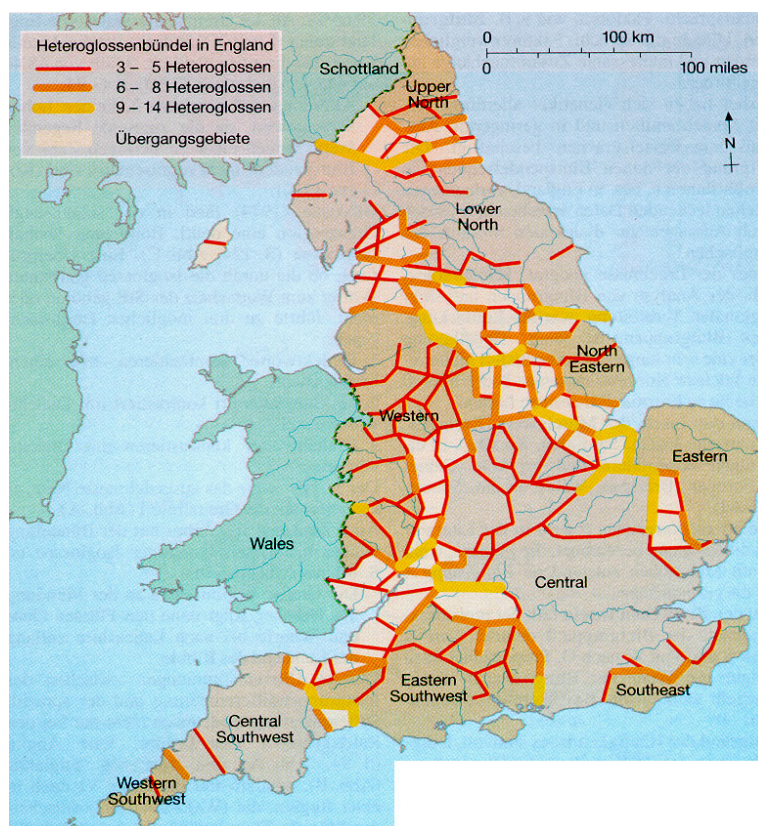 Heteroglossenbündel in England
3 – 5 Heteroglossen
6 – 8 Heteroglossen
9 – 14 Heteroglossen
Übergangsgebiete
0 100 km
0 100 miles
N
Schottland
Upper
North
Lower
North
North
Eastern
Western
Eastern
Wales
Central
Eastern
Southwest
Southeast
Central
Southwest
Western
Southwest